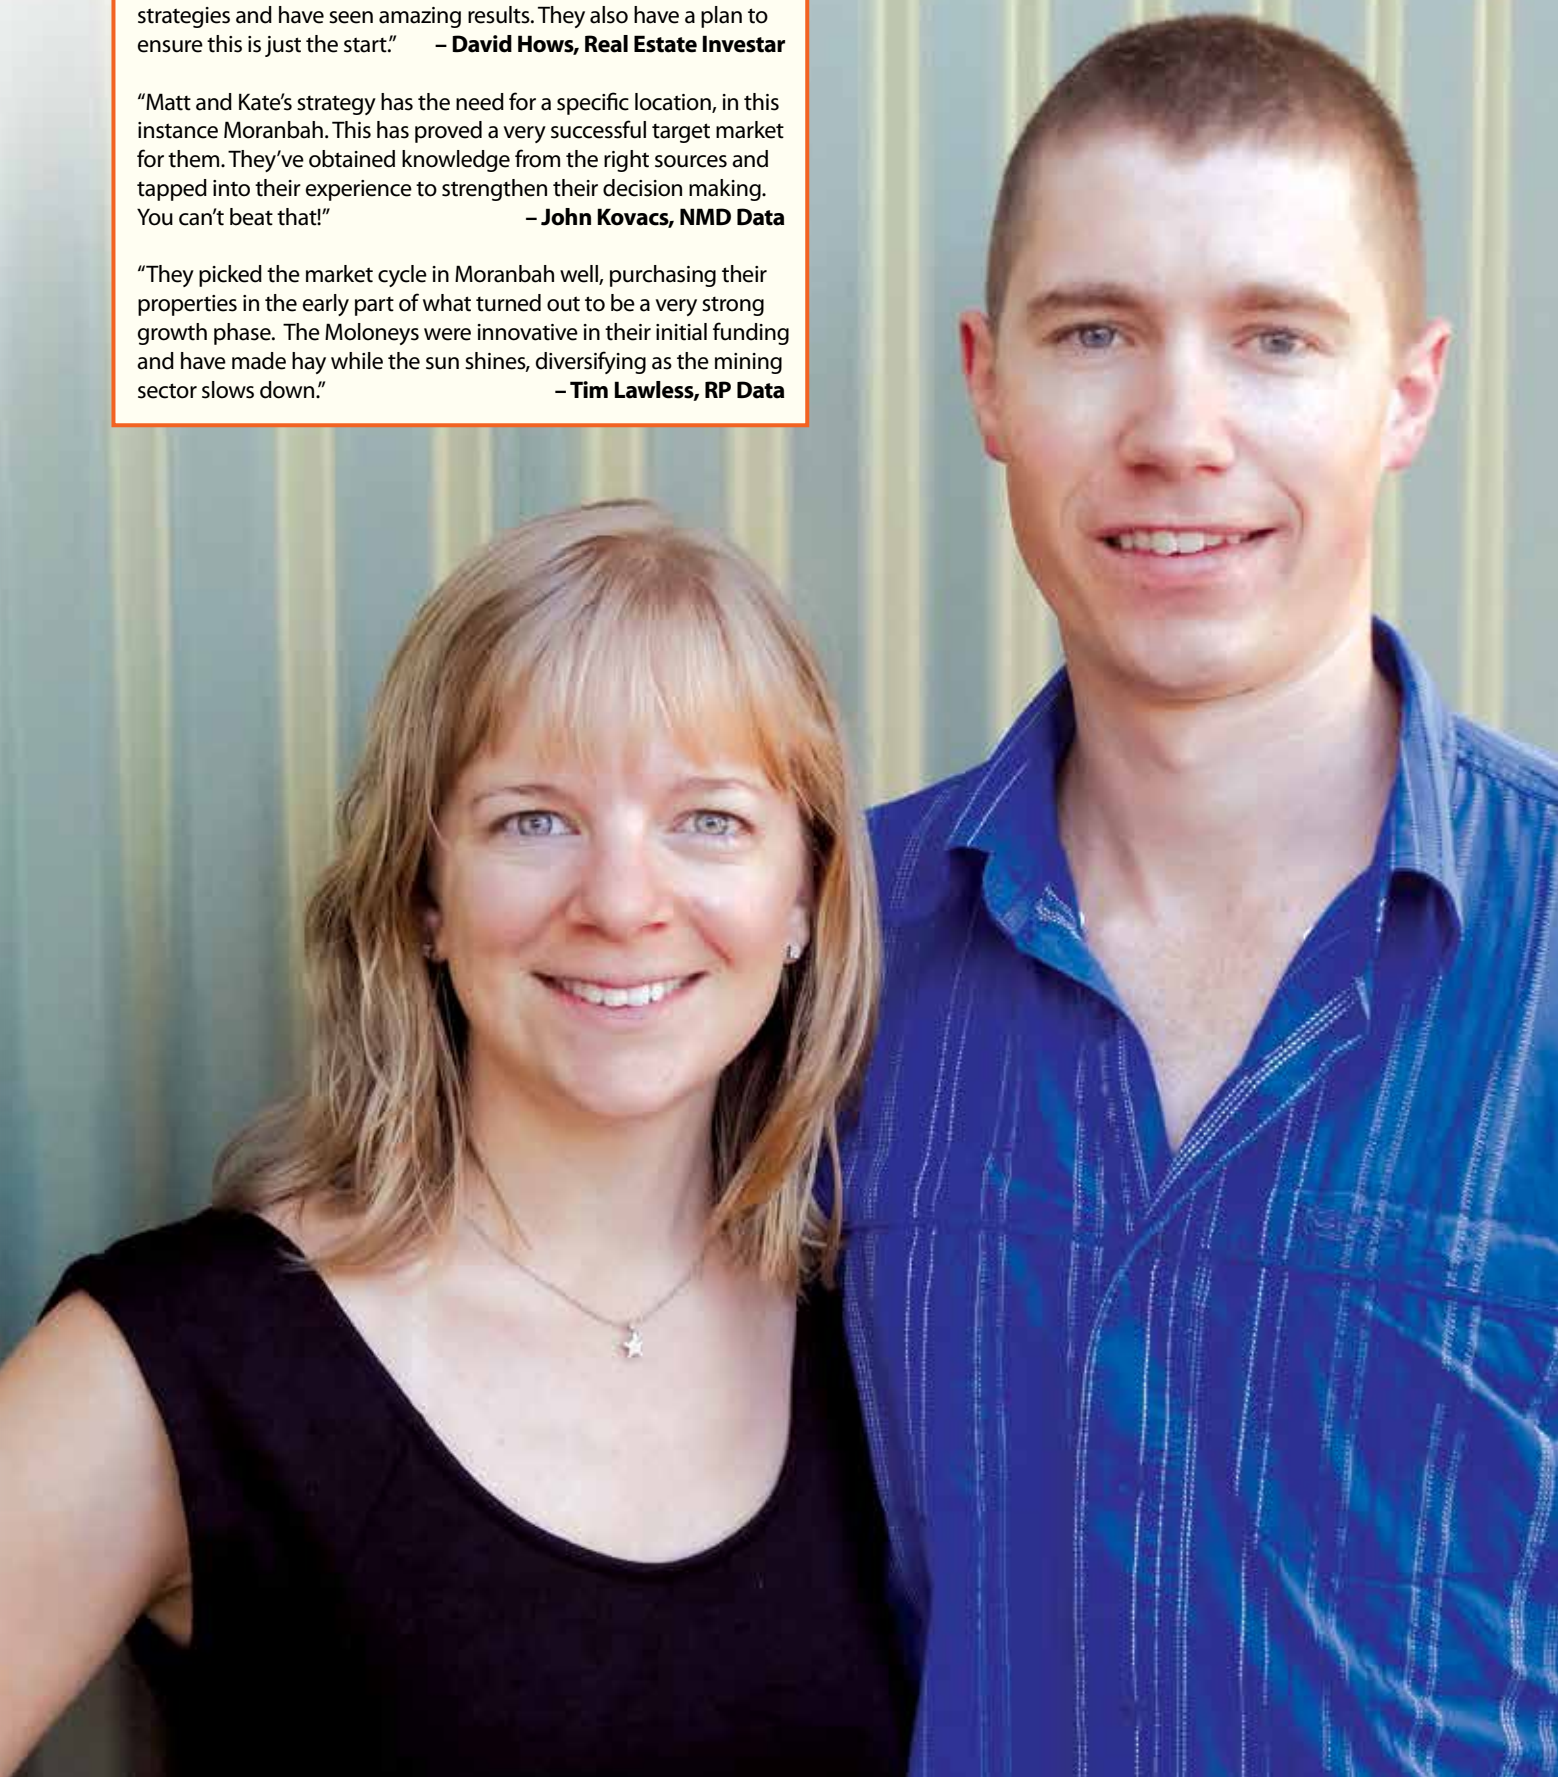 strategies and have seen amazing results. They also have a plan to
ensure this is just the start.” – David Hows, Real Estate Investar
“Matt and Kate’s strategy has the need for a specific location, in this
instance Moranbah. This has proved a very successful target market
for them. They’ve obtained knowledge from the right sources and
tapped into their experience to strengthen their decision making.
You can’t beat that!” – John Kovacs, NMD Data
“They picked the market cycle in Moranbah well, purchasing their
properties in the early part of what turned out to be a very strong
growth phase. The Moloneys were innovative in their initial funding
and have made hay while the sun shines, diversifying as the mining
sector slows down.” – Tim Lawless, RP Data